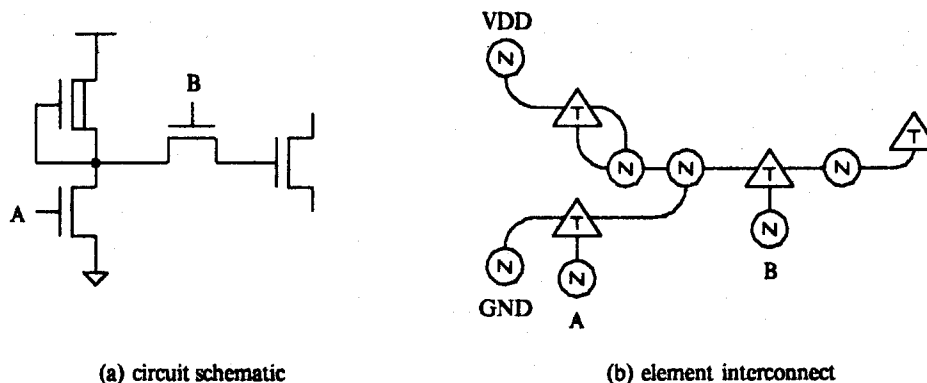 VDD
B
A
GND
A
B
N
T
N
N
T
N
T
T
N
N
N
(a) circuit schematic
(b) element interconnect